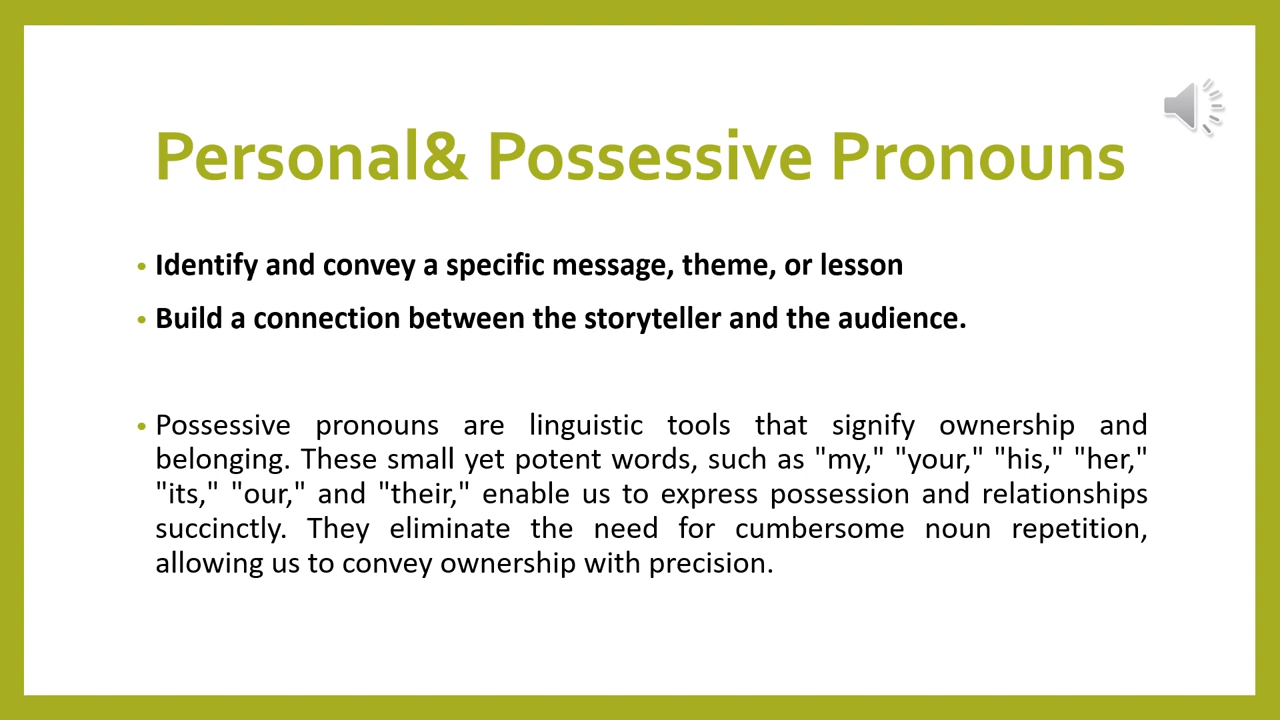 Personal& Possessive Pronouns
• Identify and convey a specific message, theme, or lesson
• Build a connection between the storyteller and the audience.
• Possessive pronouns are linguistic tools that signify ownership and
belonging. These small yet potent words, such as "my," "your," "his," "her,"
"its," "our," and "their," enable us to express possession and relationships
succinctly. They eliminate the need for cumbersome noun repetition,
allowing us to convey ownership with precision.